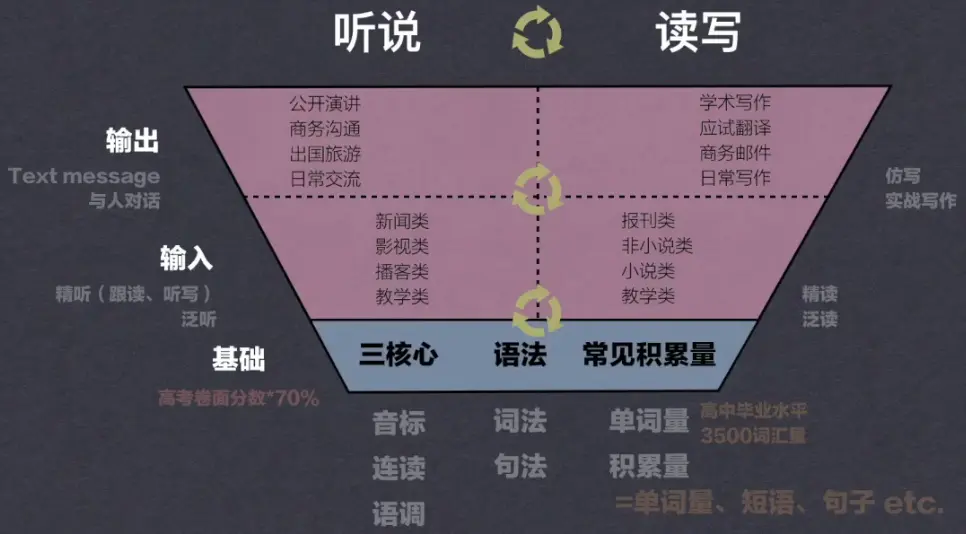 听说 读写
公开演讲
商务沟通
出国旅游
日常交流
学术写作
应试翻译
商务邮件
日常写作
输出
Text message
与人对话
仿写
实战写作
新闻类
影视类
播客类
教学类
报刊类
非小说类
小说类
教学类
输入
精听（跟读、听写）
泛听
精读
泛读
基础
高考卷面分数*70%
三核心 语法 常见积累量
音标
连读
语调
词法
句法
单词量
积累量
高中毕业水平
3500词汇量
=单词量、短语、句子 etc.